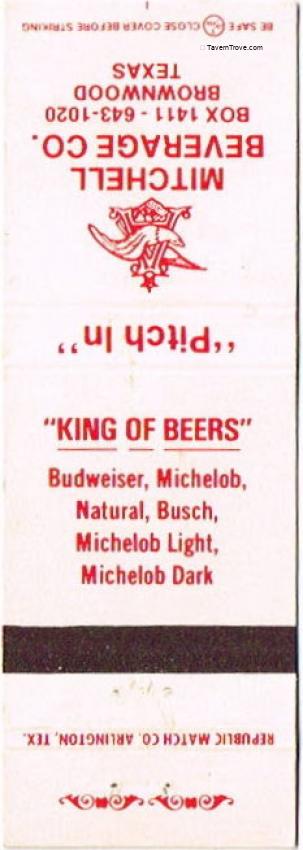 BE SAFE CLOSE COVER BEFORE STRIKING
© TavernTrove.com
MITCHELL
BEVERAGE CO.
BOX 1411 - 643-1020
BROWNWOOD
TEXAS
"Pitch In"
"KING OF BEERS"
Budweiser, Michelob,
Natural, Busch,
Michelob Light,
Michelob Dark
REPUBLIC MATCH CO. ARLINGTON, TEX.